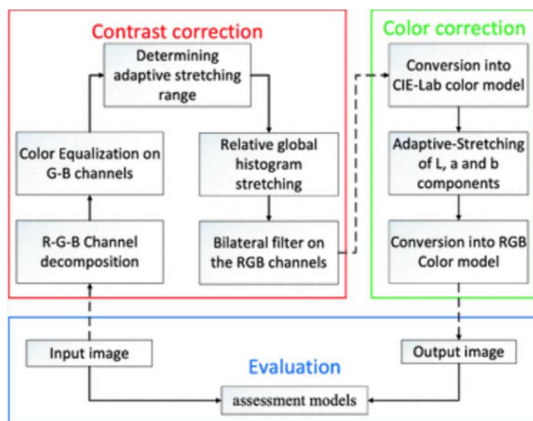 Contrast correction
Determining
adaptive stretching
range
Color Equalization on
G-B channels
R-G-B Channel
decomposition
Relative global
histogram
stretching
Bilateral filter on
the RGB channels
Color correction
Conversion into
CIE-Lab color model
Adaptive-Stretching
of L, a and b
components
Conversion into RGB
Color model
Input image
Evaluation
Output image
assessment models